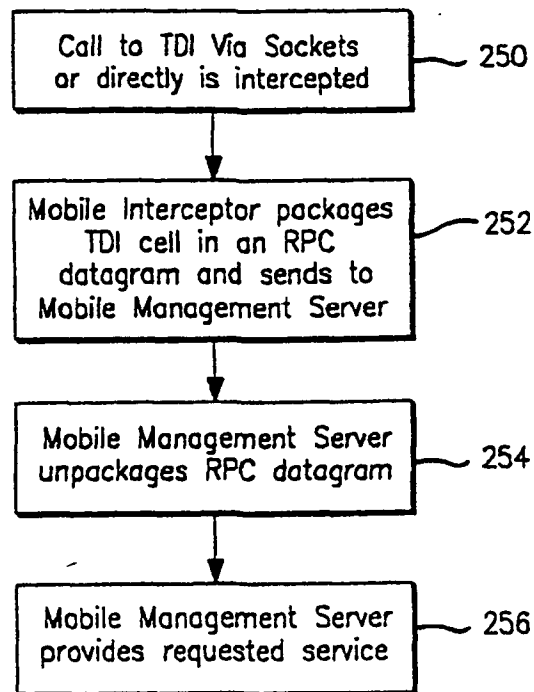 Call to TDI Via Sockets
or directly is intercepted
250
Mobile Interceptor packages
TDI cell in an RPC
datagram and sends to
Mobile Management Server
252
Mobile Management Server
unpackages RPC datagram
254
Mobile Management Server
provides requested service
256